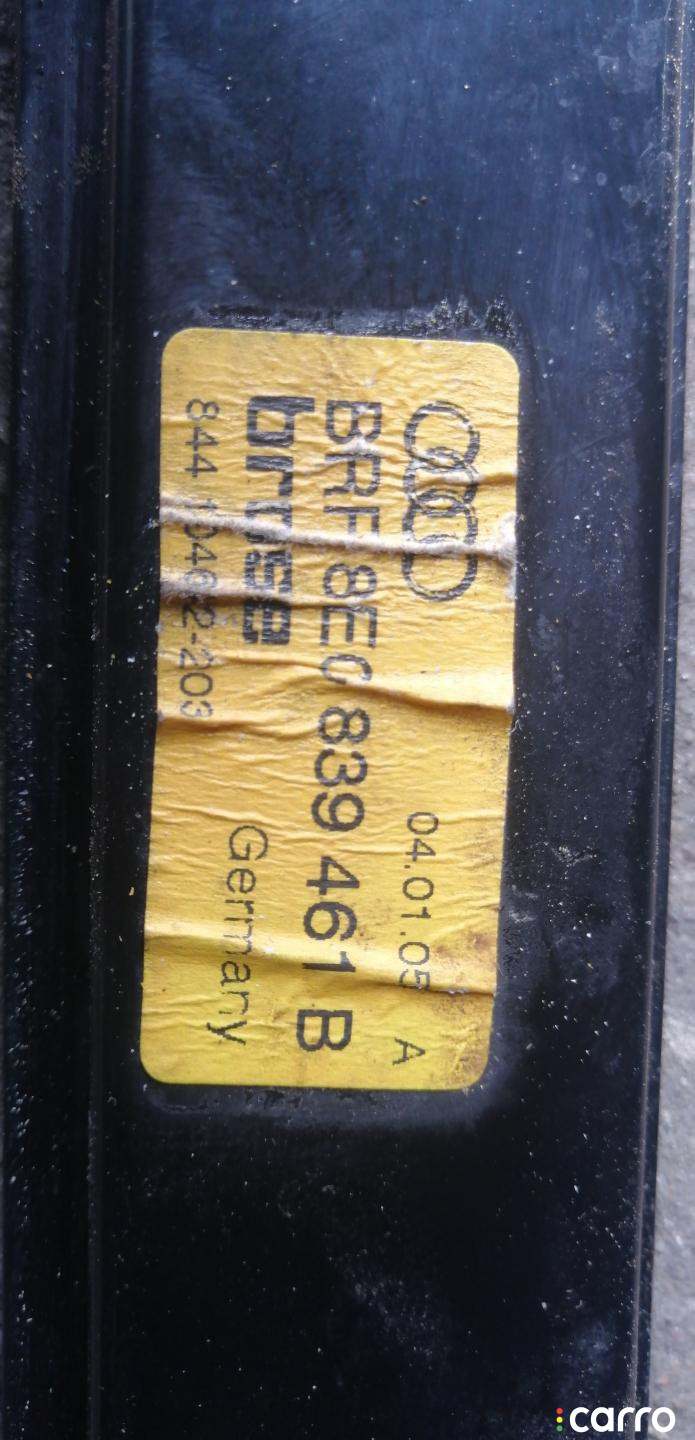 04.01.05 A
BRF 8E0 839 461 B
brose Germany
844 10462-203
carro